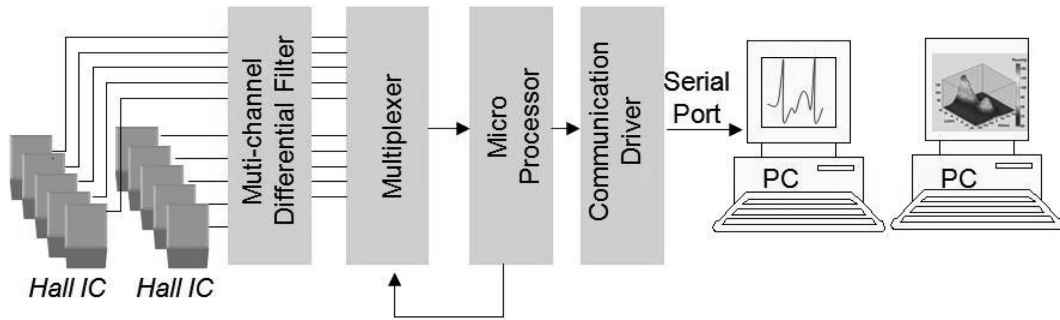 Hall IC
Hall IC
Muti-channel
Differential Filter
Multiplexer
Micro
Processor
Communication
Driver
Serial
Port
PC
PC